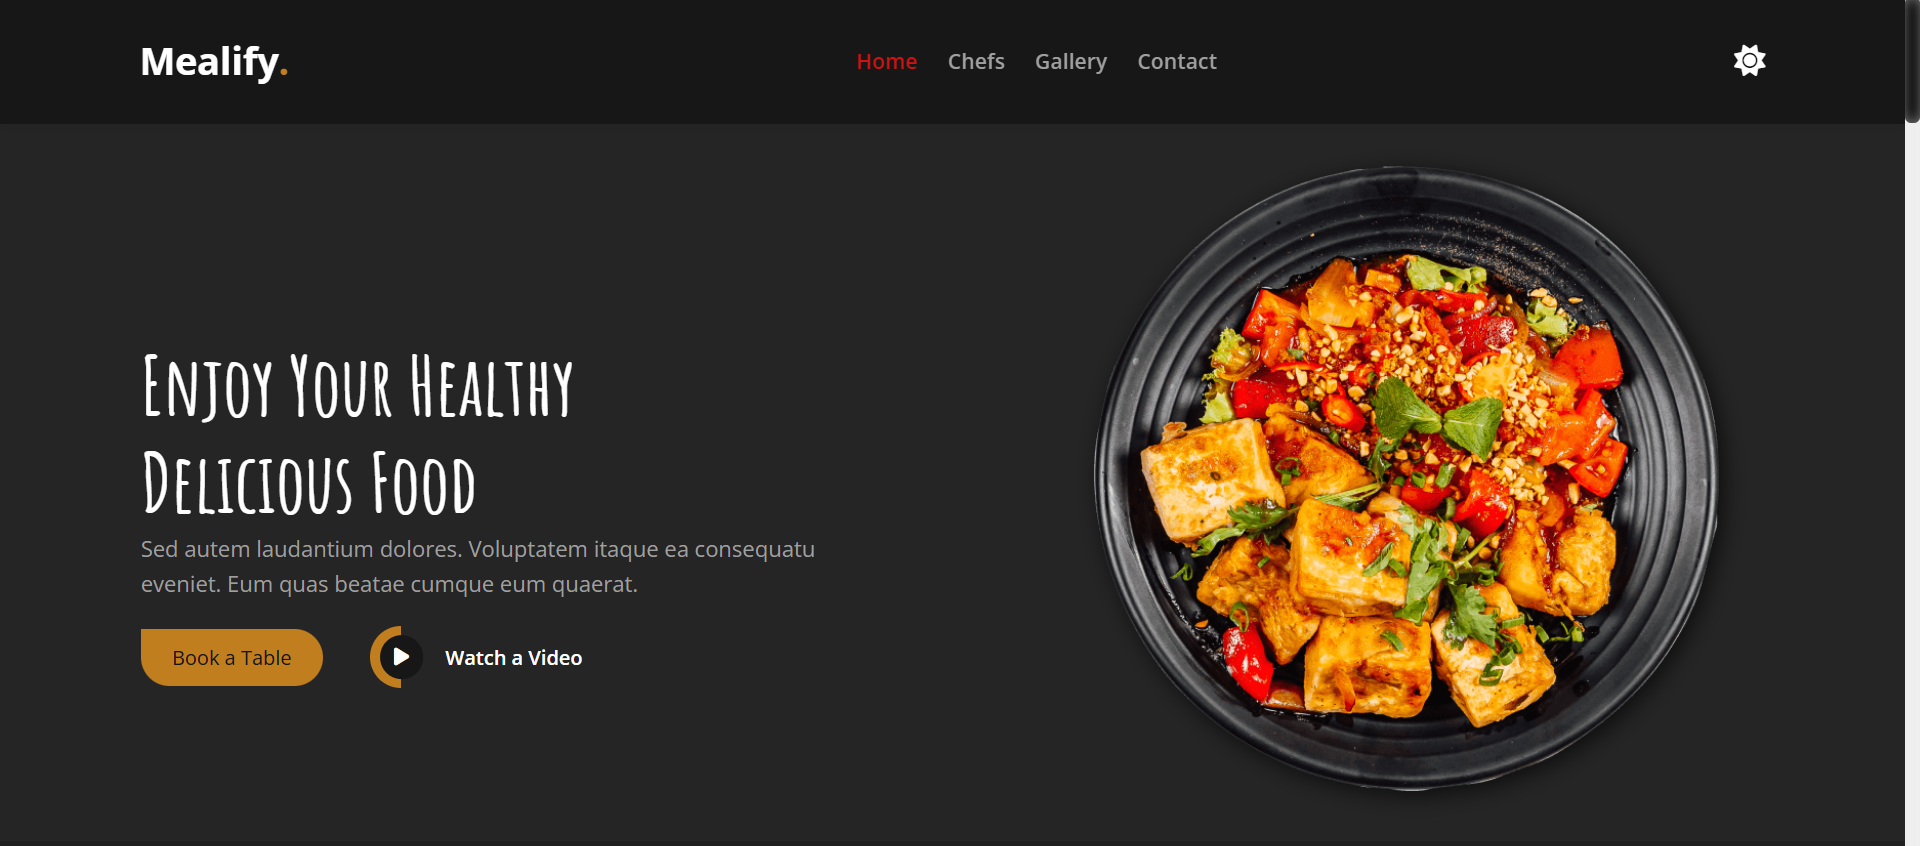 Mealify.
Home Chefs Gallery Contact
Enjoy Your Healthy
Delicious Food
Sed autem laudantium dolores. Voluptatem itaque ea consequatu
eveniet. Eum quas beatae cumque eum quaerat.
Book a Table
Watch a Video